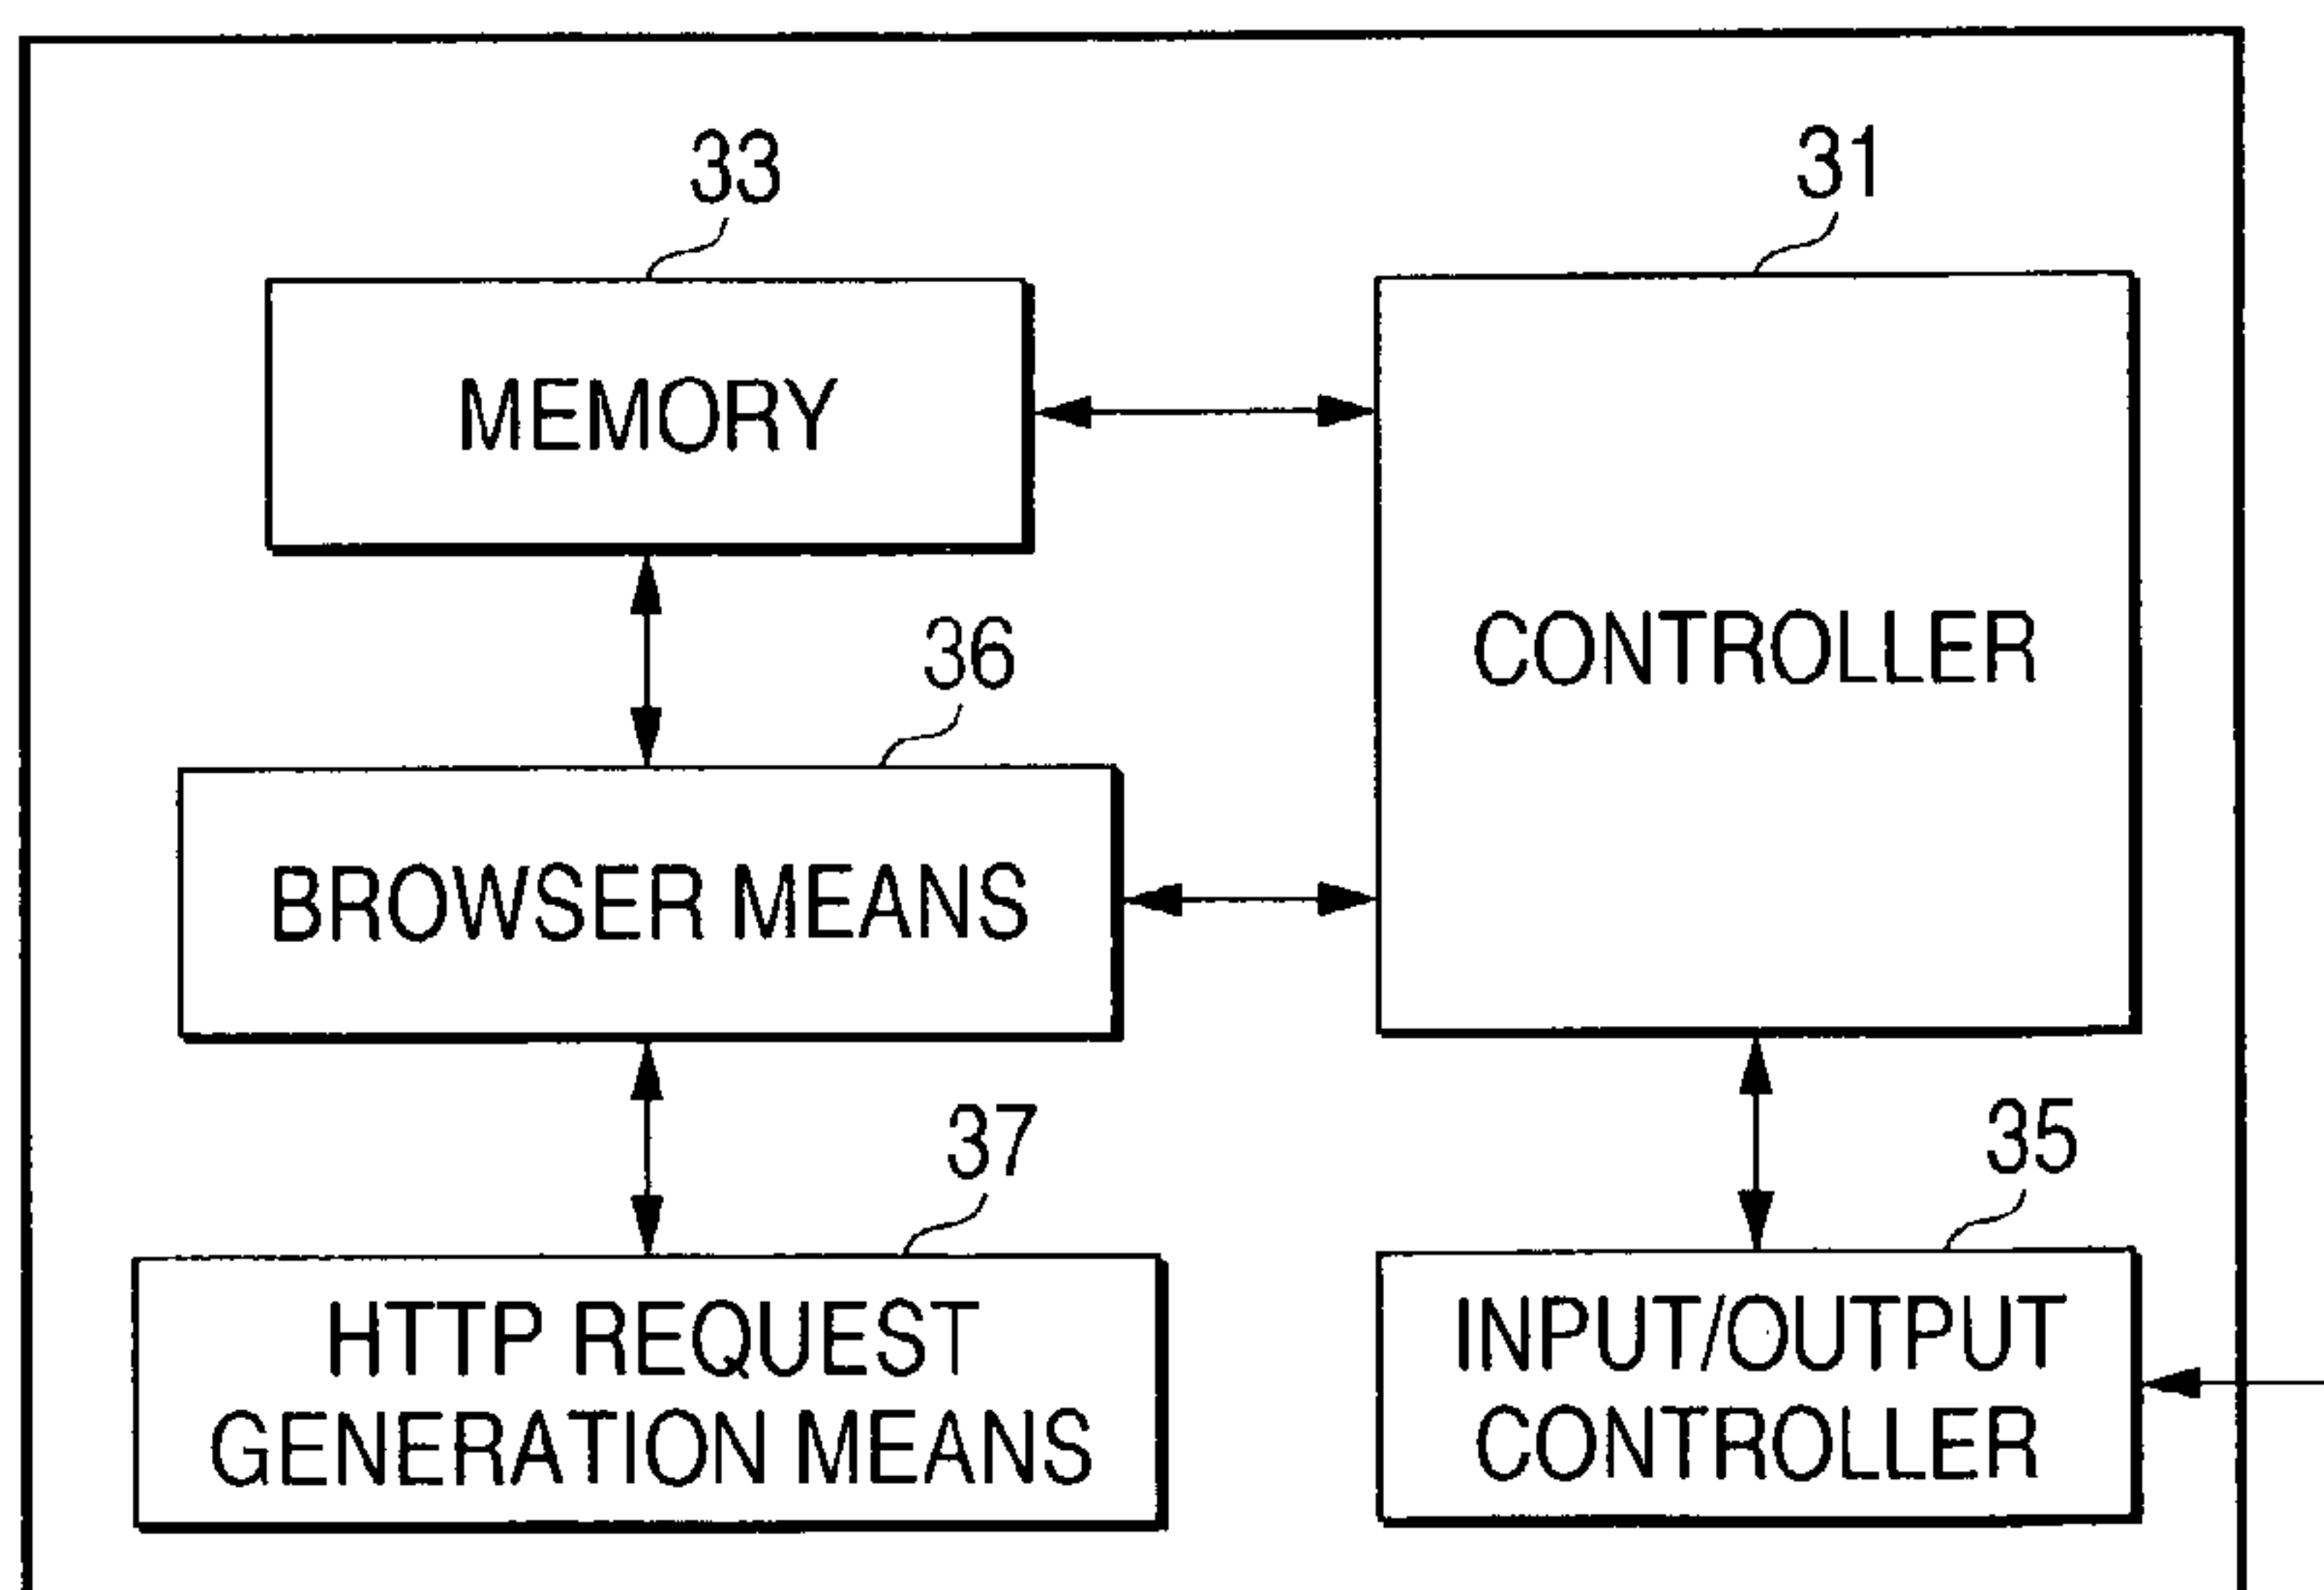 33
31
MEMORY
CONTROLLER
36
BROWSER MEANS
37
35
HTTP REQUEST
GENERATION MEANS
INPUT/OUTPUT
CONTROLLER